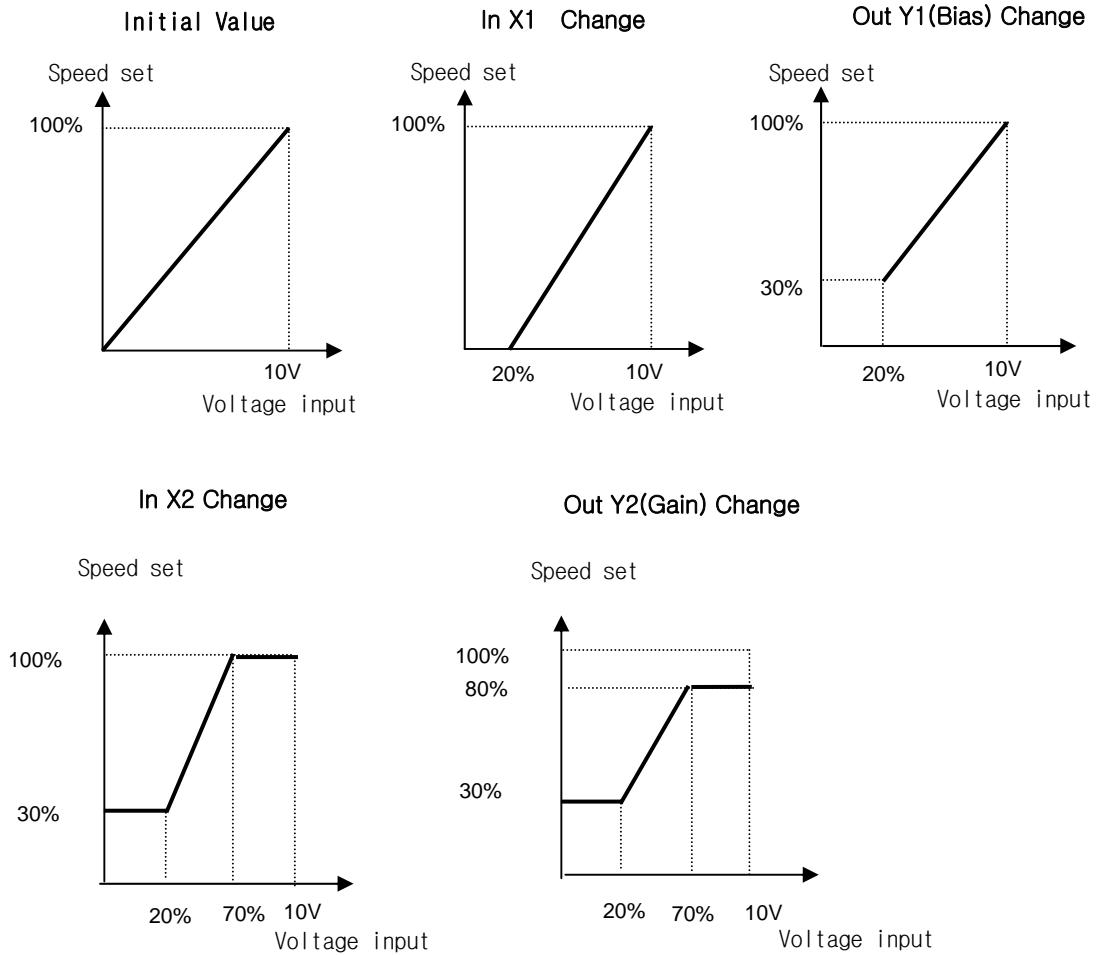 Initial Value
Speed set
100%
10V
Voltage input
In X1 Change
Speed set
100%
20%
10V
Voltage input
Out Y1(Bias) Change
Speed set
100%
30%
20%
10V
Voltage input
In X2 Change
Speed set
100%
30%
20%
70%
10V
Voltage input
Out Y2(Gain) Change
Speed set
100%
80%
30%
20%
70%
10V
Voltage input